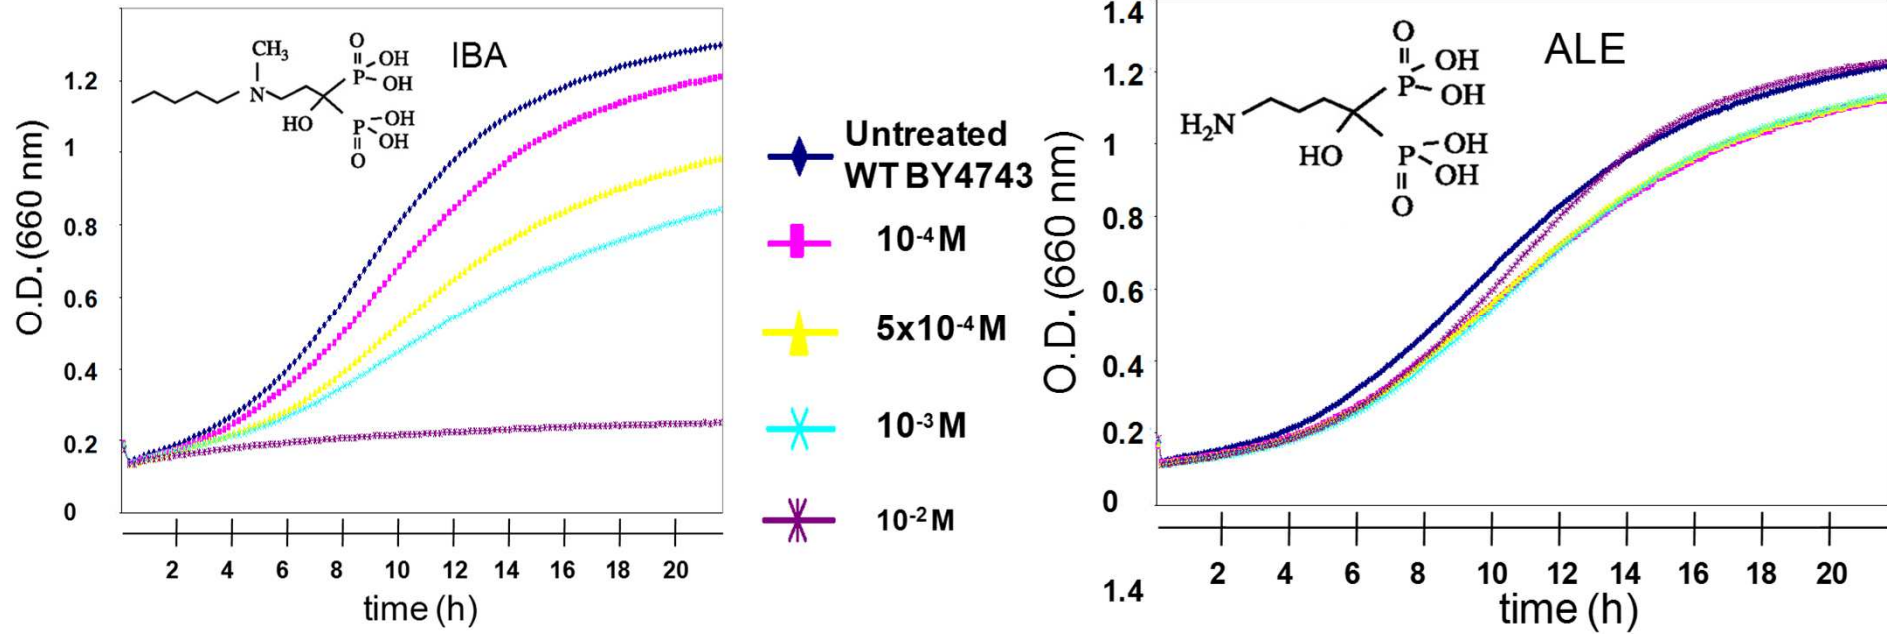 IBA
CH3
N
HO
O
P
OH
OH
P
OH
OH
O
O.D. (660 nm)
1.2
1
0.8
0.6
0.4
0.2
0
2 4 6 8 10 12 14 16 18 20
time (h)
Untreated
WT BY4743
10-4 M
5x10-4 M
10-3 M
10-2 M
ALE
H2N
HO
O
P
OH
OH
P
OH
OH
O
O.D. (660 nm)
1.4
1.2
1
0.8
0.6
0.4
0.2
0
2 4 6 8 10 12 14 16 18 20
1.4
time (h)